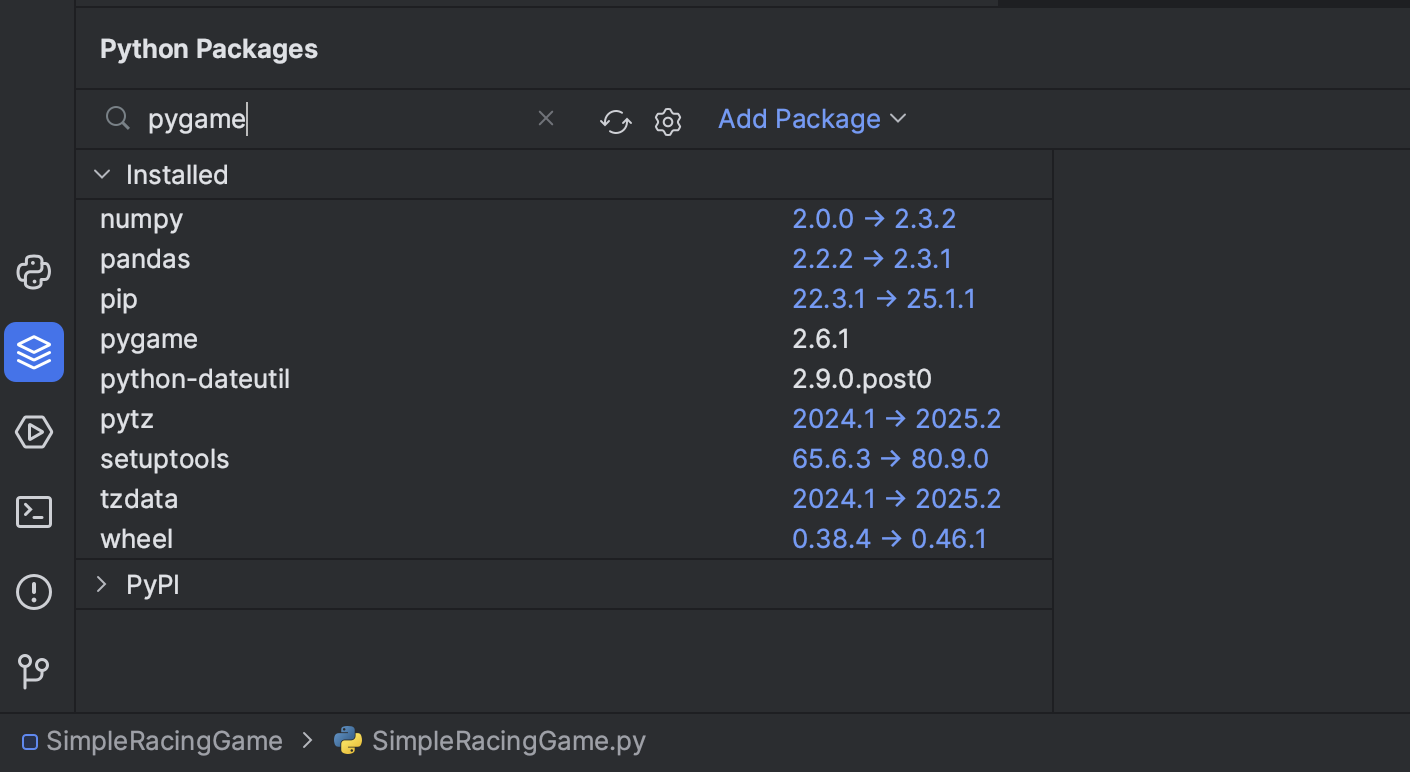 Python Packages
pygame Add Package
Installed
numpy 2.0.0 → 2.3.2
pandas 2.2.2 → 2.3.1
pip 22.3.1 → 25.1.1
pygame 2.6.1
python-dateutil 2.9.0.post0
pytz 2024.1 → 2025.2
setuptools 65.6.3 → 80.9.0
tzdata 2024.1 → 2025.2
wheel 0.38.4 → 0.46.1
PyPI
SimpleRacingGame > SimpleRacingGame.py